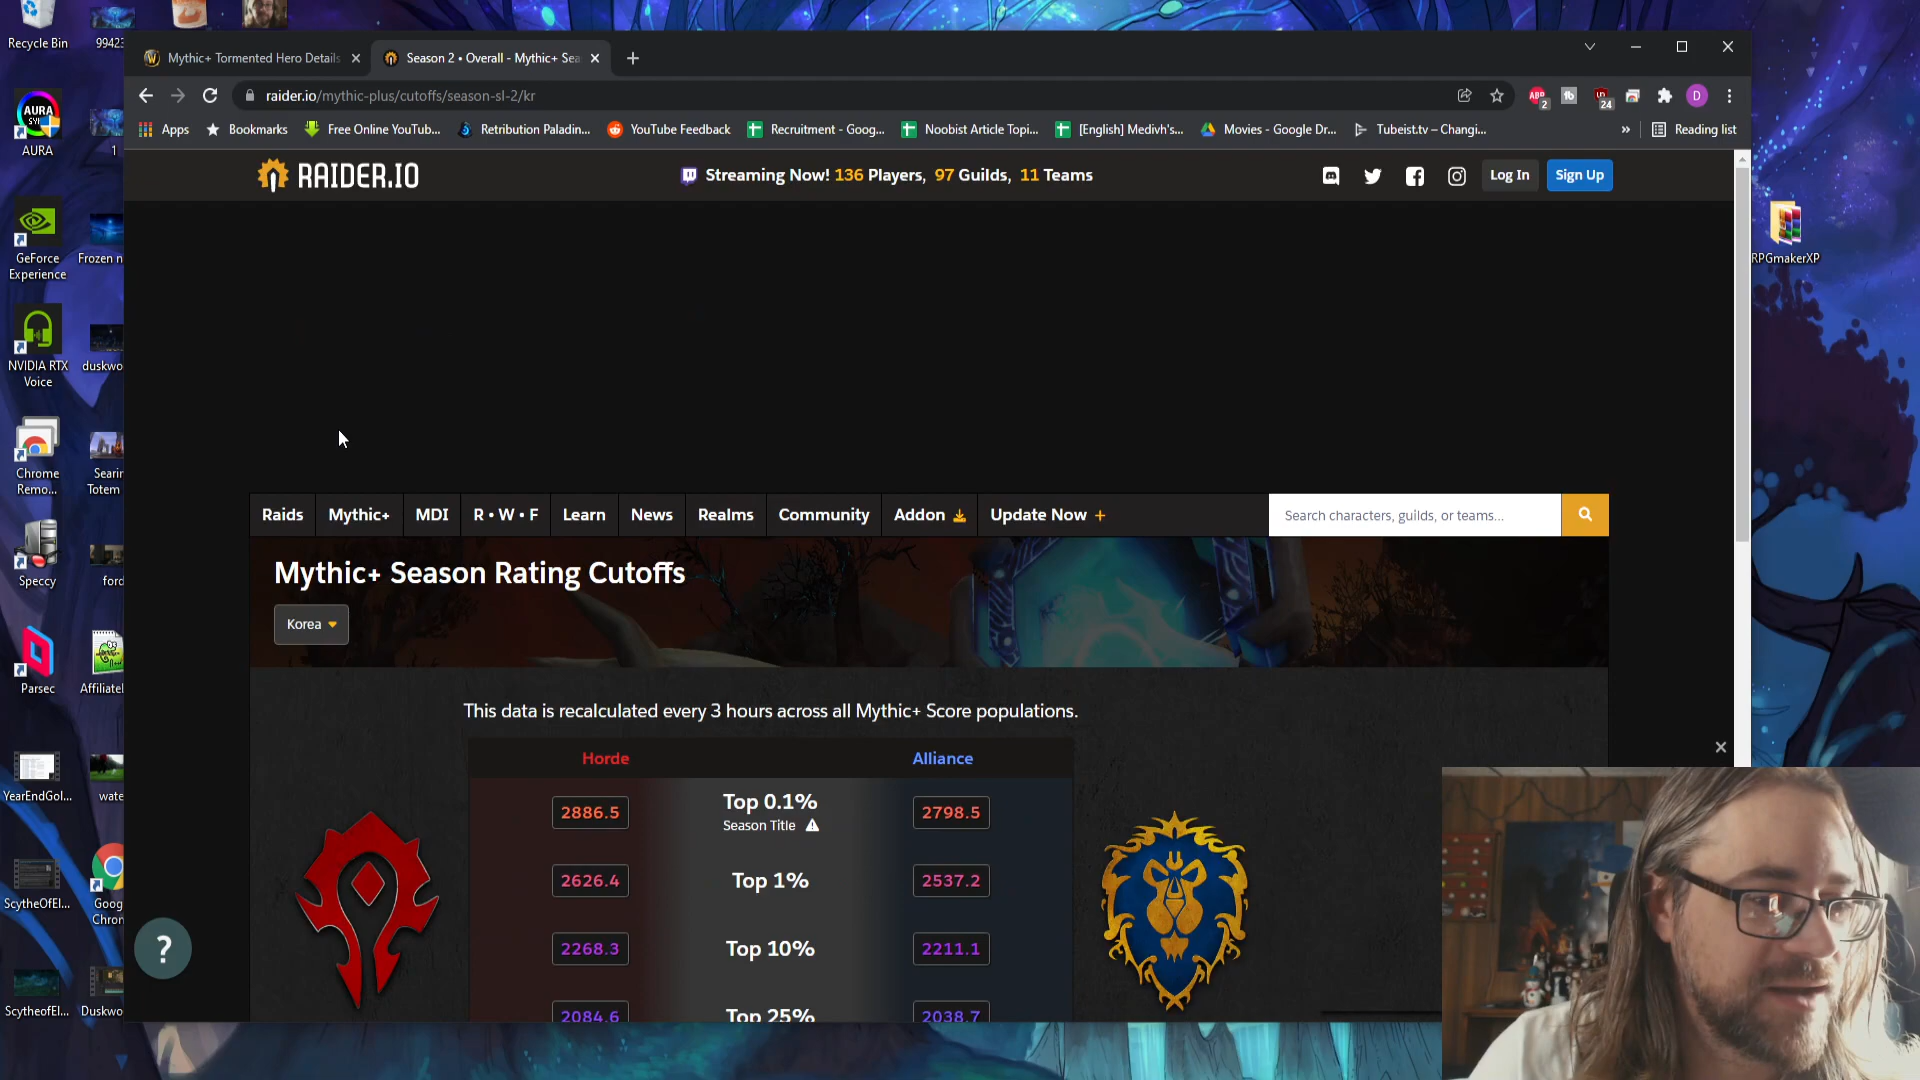 Recycle Bin
99423
Mythic+ Tormented Hero Details
Season 2 • Overall - Mythic+ Sea
raider.io/mythic-plus/cutoffs/season-sl-2/kr
2
24
D
Apps
Bookmarks
Free Online YouTub...
Retribution Paladin...
YouTube Feedback
Recruitment - Goog...
Noobist Article Topi...
[English] Medivh's...
Movies - Google Dr...
Tubeist.tv – Changi...
»
Reading list
AURA
AURA
1
RAIDER.IO
Streaming Now! 136 Players, 97 Guilds, 11 Teams
Log In
Sign Up
GeForce
Experience
Frozen n
RPGmakerXP
NVIDIA RTX
Voice
duskwo
Chrome
Remo...
Searin
Totem
Raids
Mythic+
MDI
R • W • F
Learn
News
Realms
Community
Addon
Update Now +
Search characters, guilds, or teams...
Speccy
ford
Mythic+ Season Rating Cutoffs
Korea
Parsec
Affiliatel
This data is recalculated every 3 hours across all Mythic+ Score populations.
Horde
Alliance
YearEndGol...
wate
2886.5
Top 0.1%
Season Title
2798.5
2626.4
Top 1%
2537.2
ScytheOfEl...
Goog
Chron
2268.3
Top 10%
2211.1
?
ScytheofEl...
Duskwo
2084.6
Top 25%
2038.7